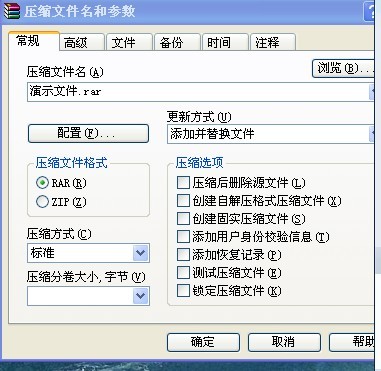 压缩文件名和参数
常规 高级 文件 备份 时间 注释
压缩文件名(A)
浏览(B)...
演示文件.rar
更新方式(U)
配置(F)...
添加并替换文件
压缩文件格式
压缩选项
RAR(R)
压缩后删除源文件(L)
ZIP(Z)
创建自解压格式压缩文件(X)
创建固实压缩文件(S)
压缩方式(C)
添加用户身份校验信息(I)
标准
添加恢复记录(P)
压缩分卷大小,字节(V)
测试压缩文件(E)
锁定压缩文件(K)
确定 取消 帮助